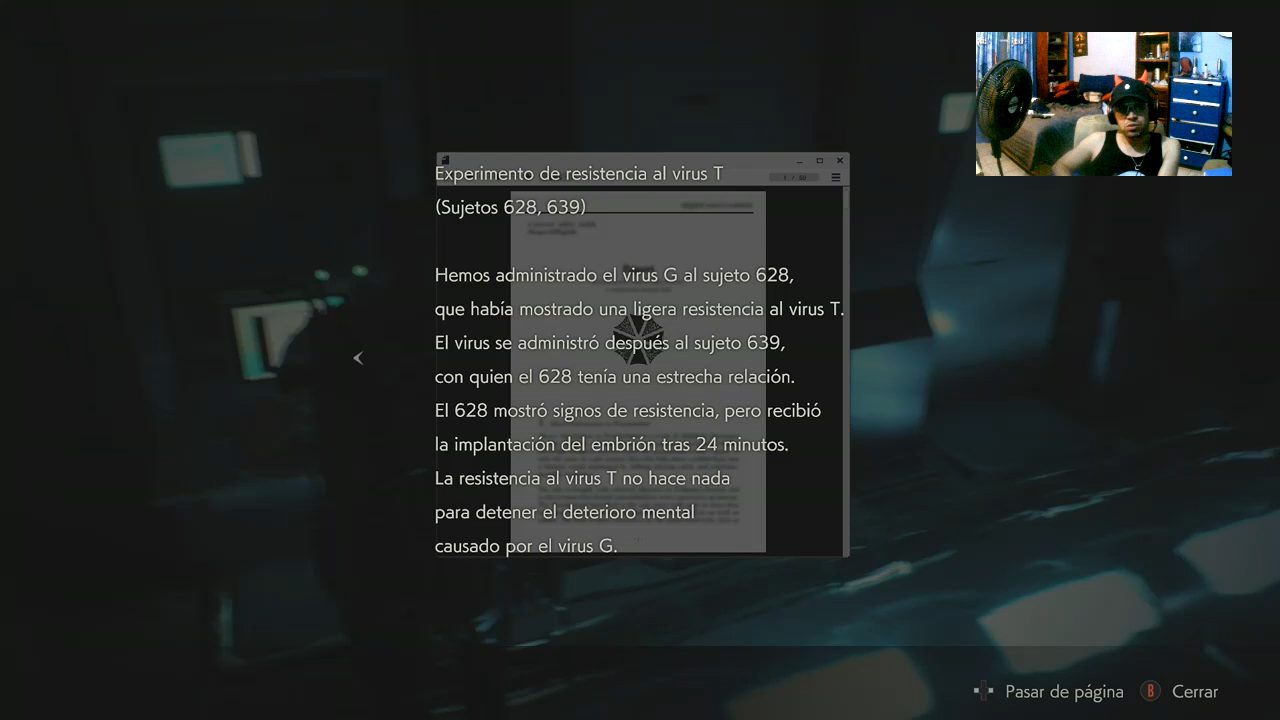 Experimento de resistencia al virus T
(Sujetos 628, 639)
Hemos administrado el virus G al sujeto 628,
que había mostrado una ligera resistencia al virus T.
El virus se administró después al sujeto 639,
con quien el 628 tenía una estrecha relación.
El 628 mostró signos de resistencia, pero recibió
la implantación del embrión tras 24 minutos.
La resistencia al virus T no hace nada
para detener el deterioro mental
causado por el virus G.
Pasar de página B Cerrar